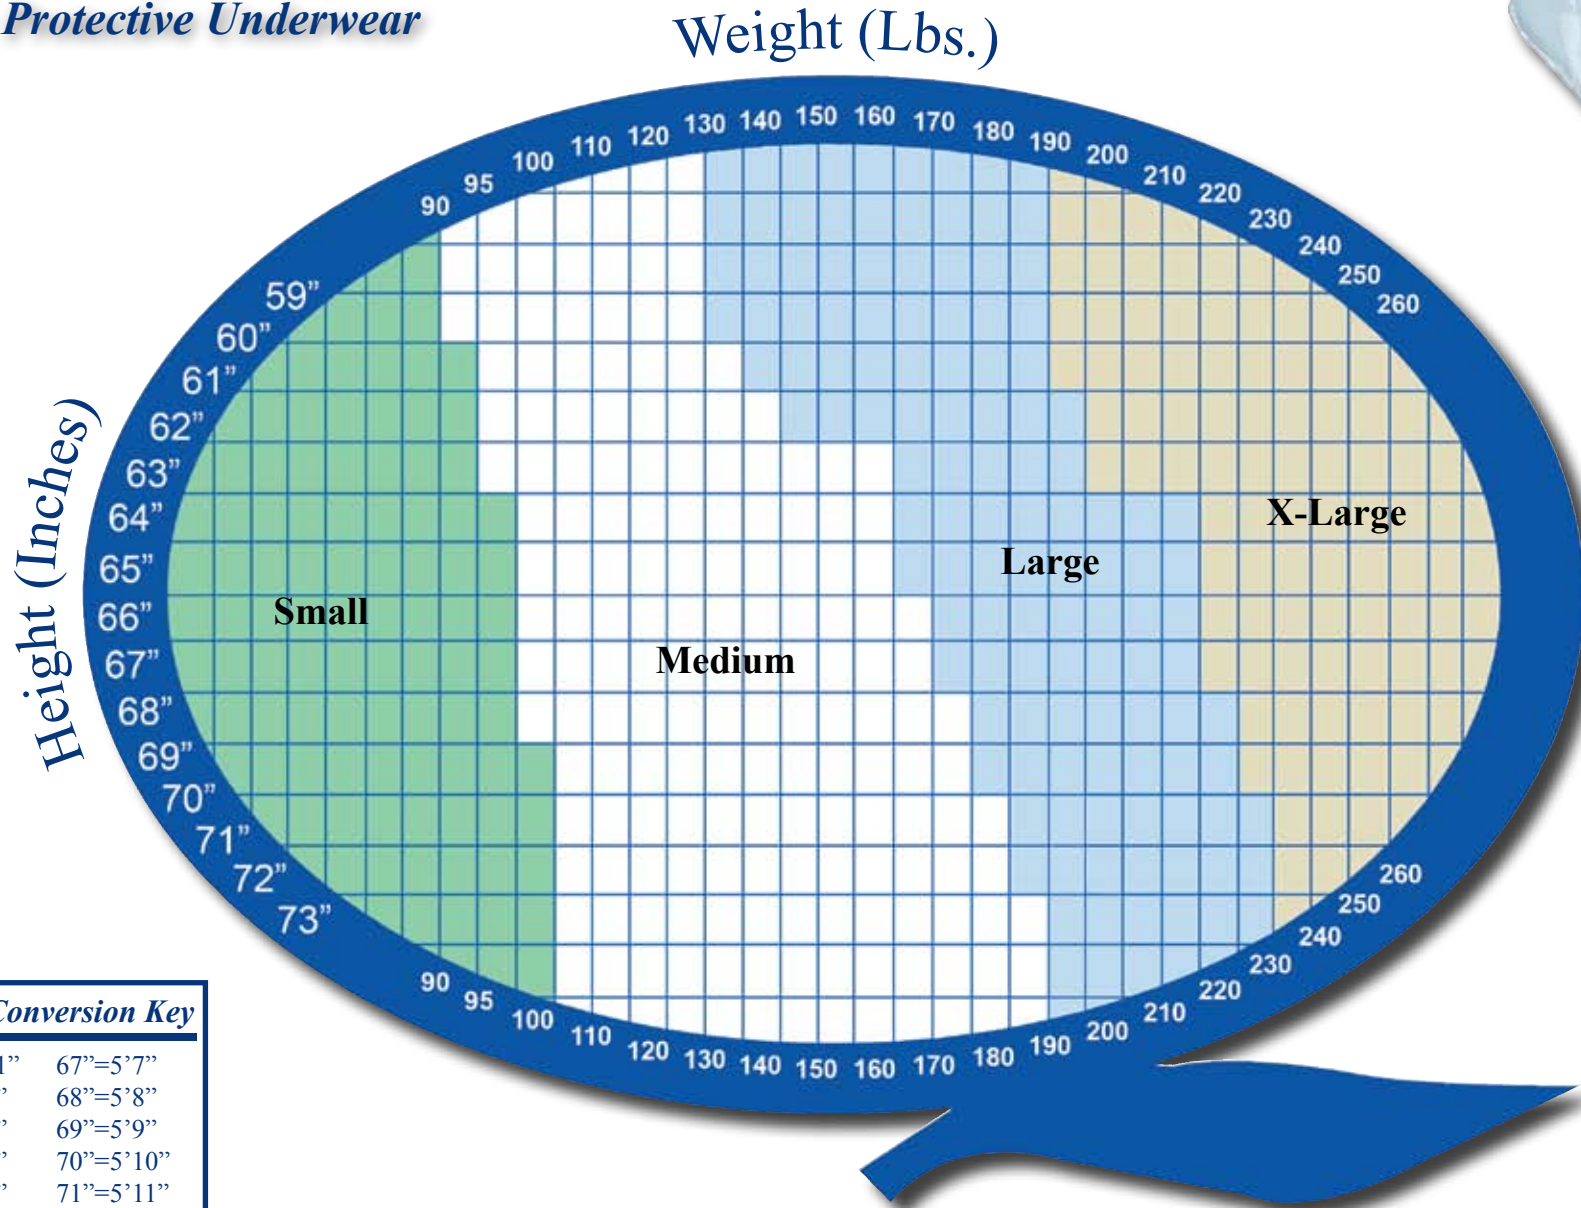 Protective Underwear
Weight (Lbs.)
90 95 100 110 120 130 140 150 160 170 180 190 200 210 220 230 240 250 260
Height (Inches)
59”
60”
61”
62”
63”
64”
65”
66”
67”
68”
69”
70”
71”
72”
73”
X-Large
Large
Small
Medium
90 95 100 110 120 130 140 150 160 170 180 190 200 210 220 230 240 250 260
Conversion Key
67”=5’7”
68”=5’8”
69”=5’9”
70”=5’10”
71”=5’11”